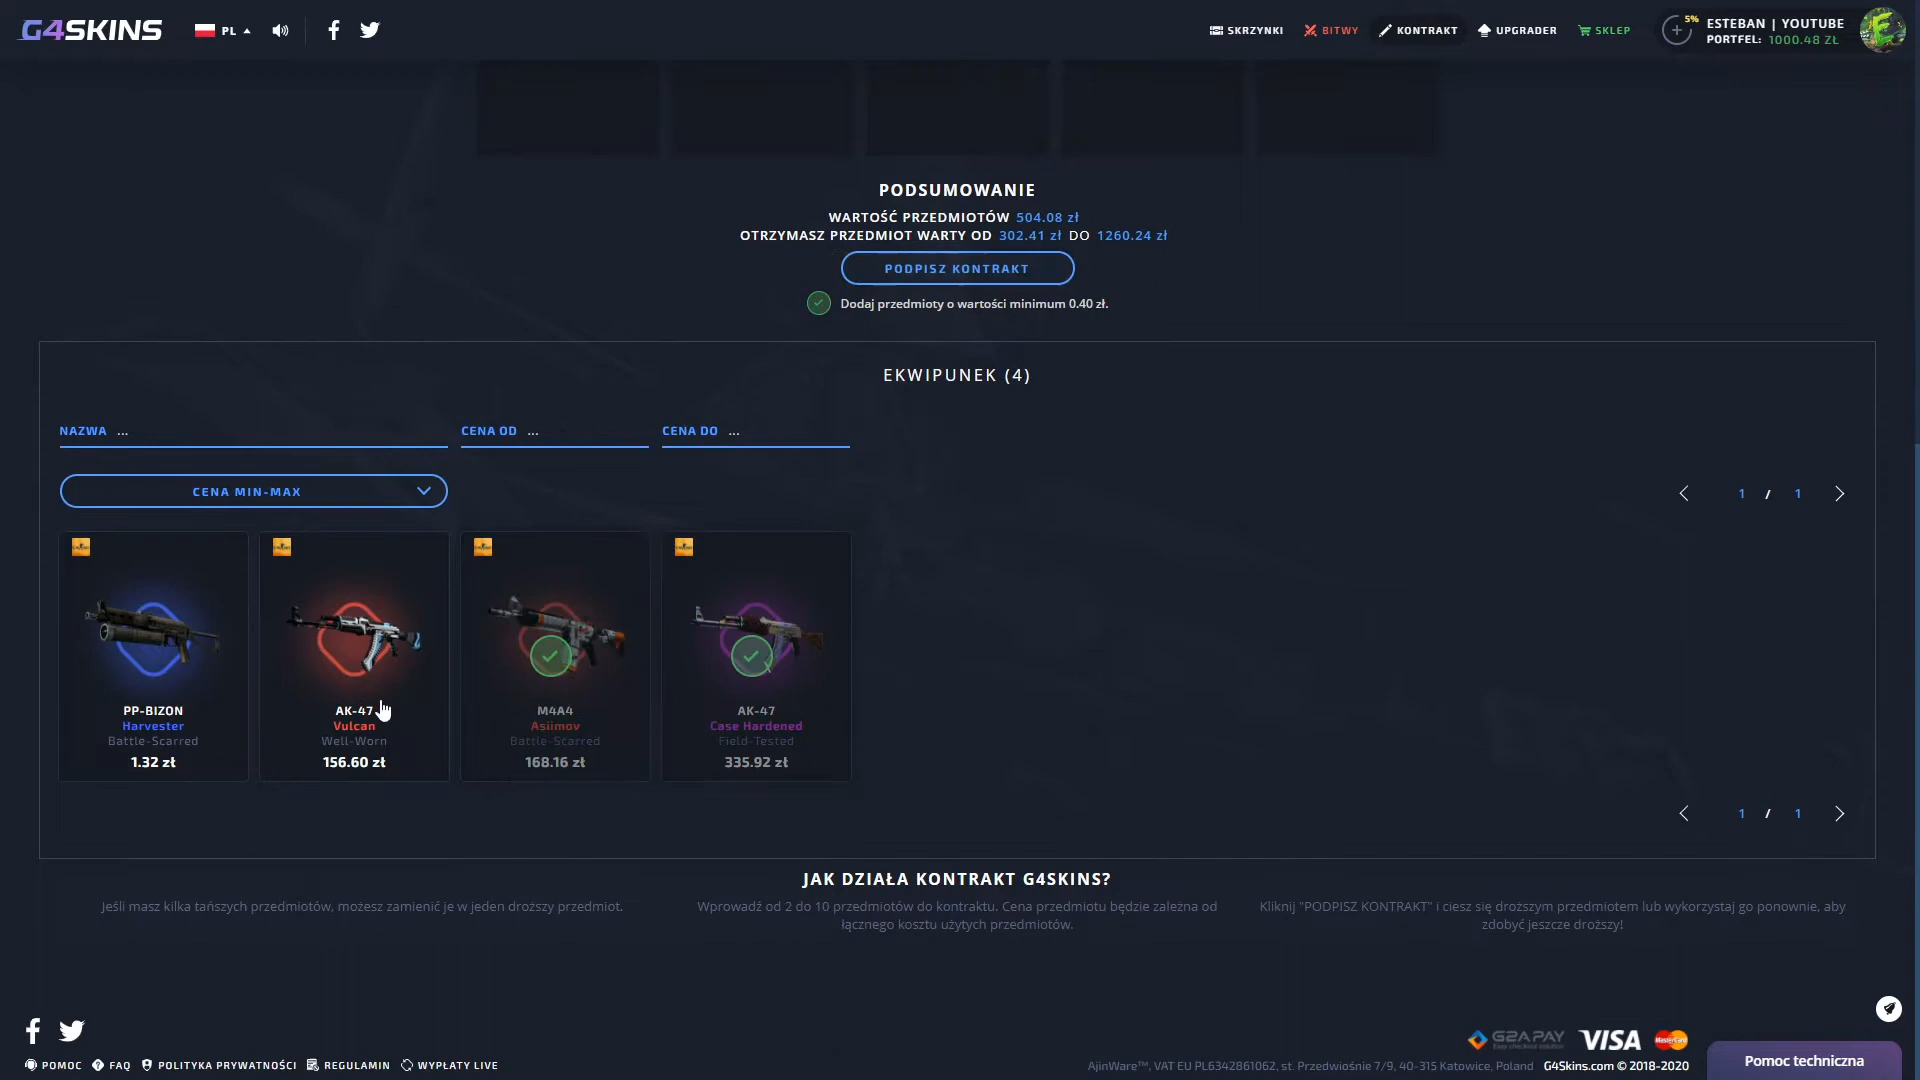 G4SKINS
PL
SKRZYNKI
BITWY
KONTRAKT
UPGRADER
SKLEP
5%
ESTEBAN | YOUTUBE
PORTFEL: 1000.48 ZŁ
PODSUMOWANIE
WARTOŚĆ PRZEDMIOTÓW 504.08 zł
OTRZYMASZ PRZEDMIOT WARTY OD 302.41 zł DO 1260.24 zł
PODPISZ KONTRAKT
Dodaj przedmioty o wartości minimum 0.40 zł.
EKWIPUNEK (4)
NAZWA ...
CENA OD ...
CENA DO ...
CENA MIN-MAX
1 / 1
PP-BIZON
Harvester
Battle-Scarred
1.32 zł
AK-47
Vulcan
Well-Worn
156.60 zł
M4A4
Asiimov
Battle-Scarred
168.16 zł
AK-47
Case Hardened
Field-Tested
335.92 zł
1 / 1
JAK DZIAŁA KONTRAKT G4SKINS?
Jeśli masz kilka tańszych przedmiotów, możesz zamienić je w jeden droższy przedmiot.
Wprowadź od 2 do 10 przedmiotów do kontraktu. Cena przedmiotu będzie zależna od
łącznego kosztu użytych przedmiotów.
Kliknij "PODPISZ KONTRAKT" i ciesz się droższym przedmiotem lub wykorzystaj go ponownie, aby
zdobyć jeszcze droższy!
G2A PAY
VISA
MasterCard
POMOC
FAQ
POLITYKA PRYWATNOŚCI
REGULAMIN
WYPŁATY LIVE
AjinWare™, VAT EU PL6342861062, st. Przedwiośnie 7/9, 40-315 Katowice, Poland
G4Skins.com © 2018-2020
Pomoc techniczna